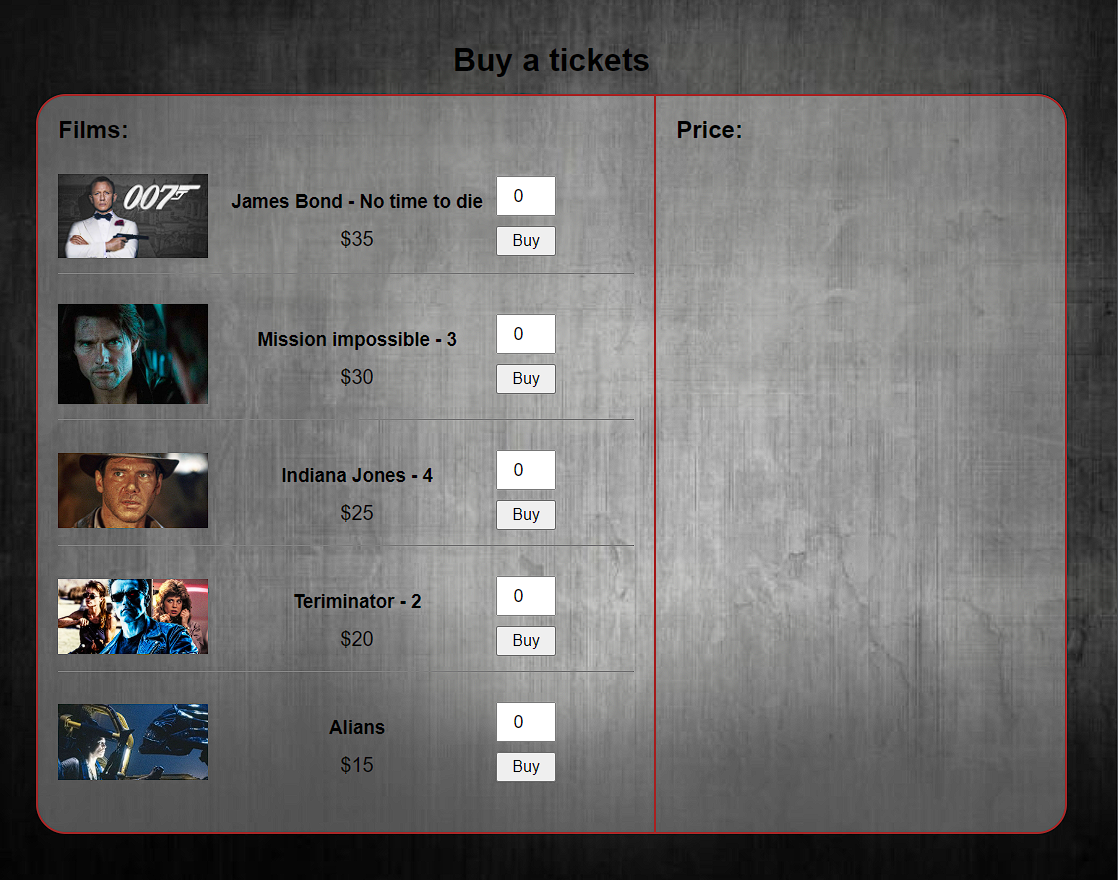 Buy a tickets
Films:
Price:
007
James Bond - No time to die
0
$35
Buy
Mission impossible - 3
0
$30
Buy
Indiana Jones - 4
0
$25
Buy
Teriminator - 2
0
$20
Buy
Alians
0
$15
Buy